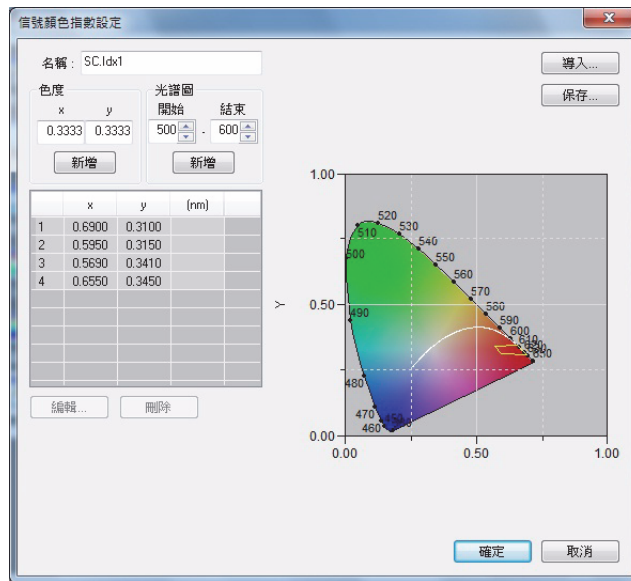 信號顏色指數設定
名稱 : SC.Idx1
導入...
保存...
色度
x y
0.3333 0.3333
新增
光譜圖
開始 結束
500 - 600
新增
x y (nm)
1 0.6900 0.3100
2 0.5950 0.3150
3 0.5690 0.3410
4 0.6550 0.3450
編輯... 刪除
1.00
0.50
0.00
Y
0.00 0.50 1.00
520
510
530
540
500
550
560
570
580
490
590
600
610
480
470
460
確定 取消